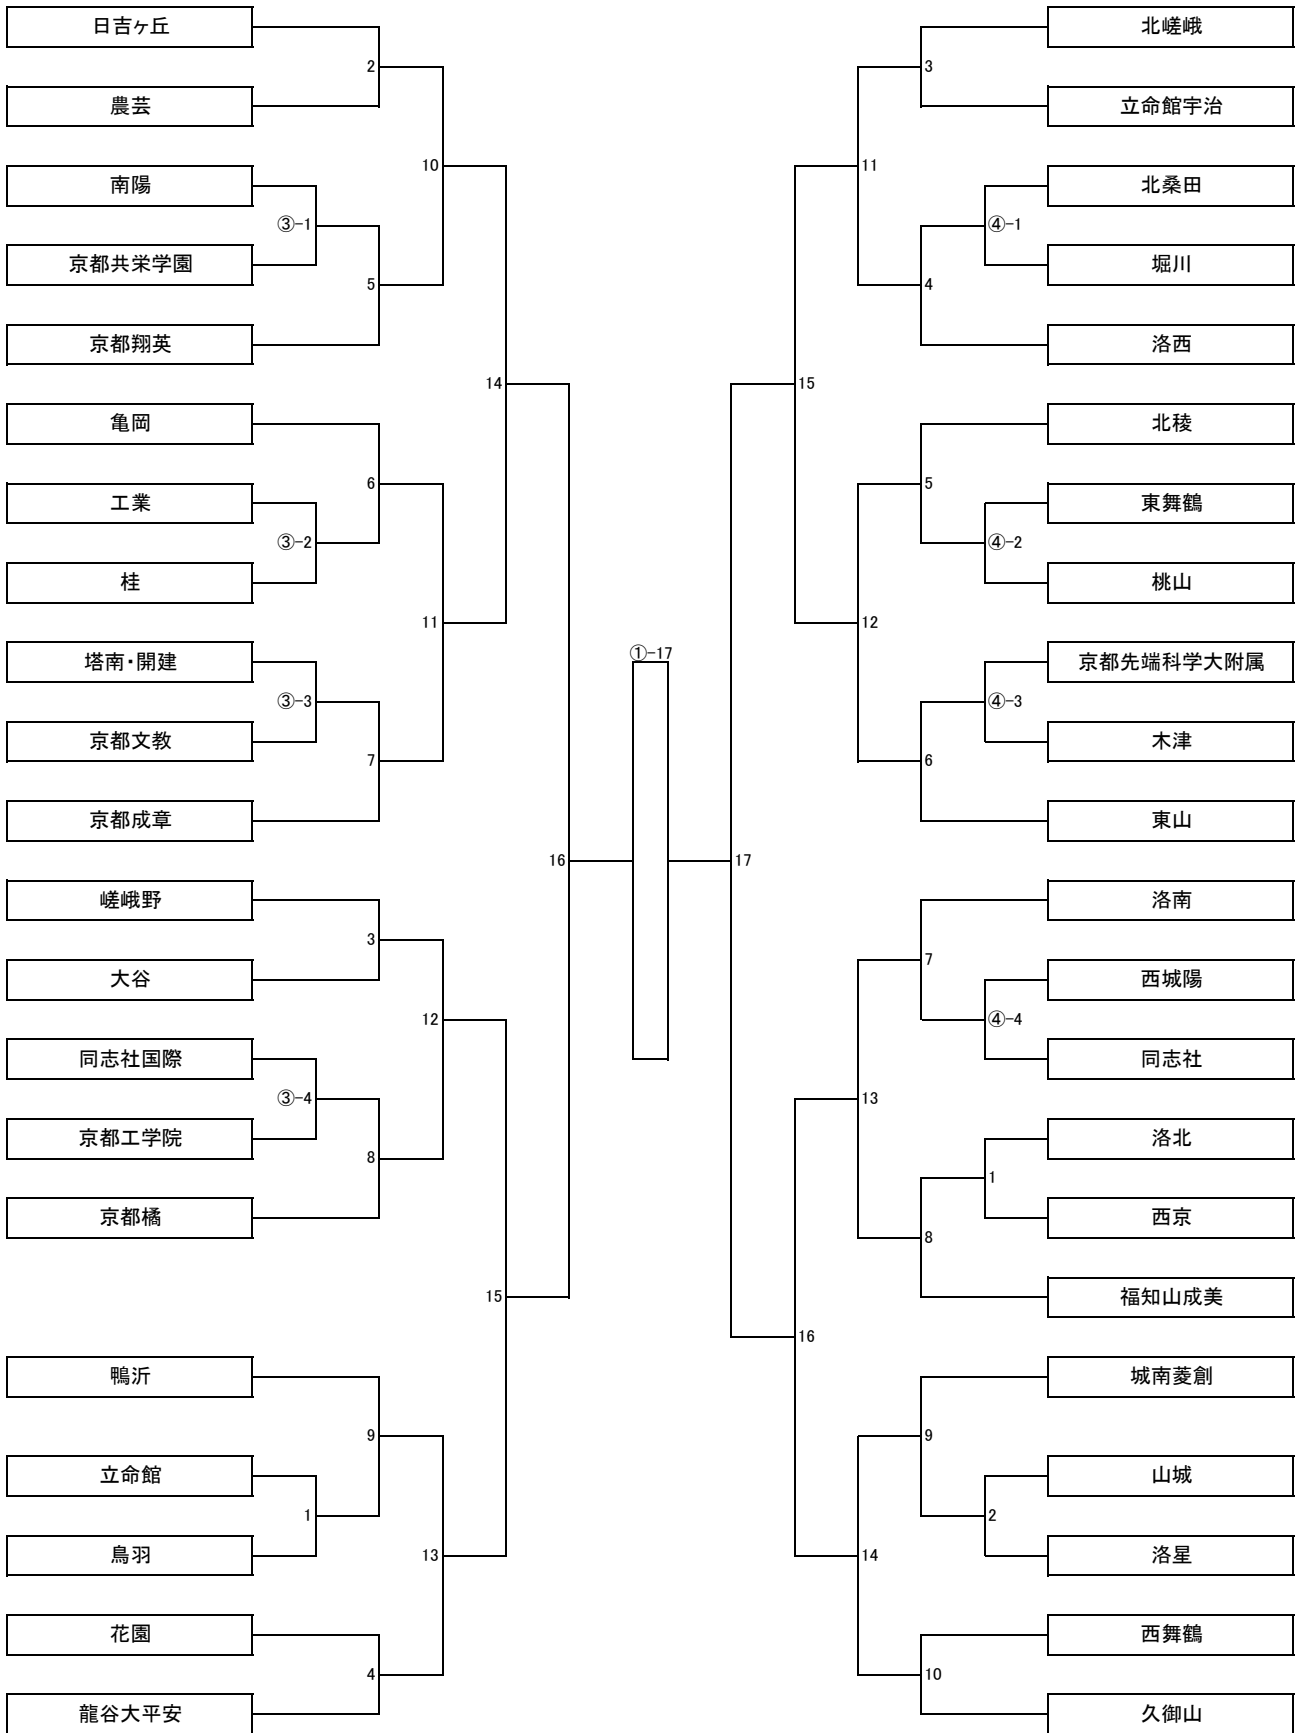 日吉ヶ丘
2
農芸
10
南陽
③-1
京都共栄学園
5
京都翔英
14
亀岡
6
工業
③-2
桂
11
塔南・開建
③-3
京都文教
7
京都成章
16
嵯峨野
3
大谷
12
同志社国際
③-4
京都工学院
8
京都橘
15
鴨沂
9
立命館
1
鳥羽
13
花園
4
龍谷大平安
①-17
北嵯峨
3
立命館宇治
11
北桑田
④-1
堀川
4
洛西
15
北稜
5
東舞鶴
④-2
桃山
12
京都先端科学大附属
④-3
木津
6
東山
17
洛南
7
西城陽
④-4
同志社
13
洛北
1
西京
8
福知山成美
16
城南菱創
9
山城
2
洛星
14
西舞鶴
10
久御山